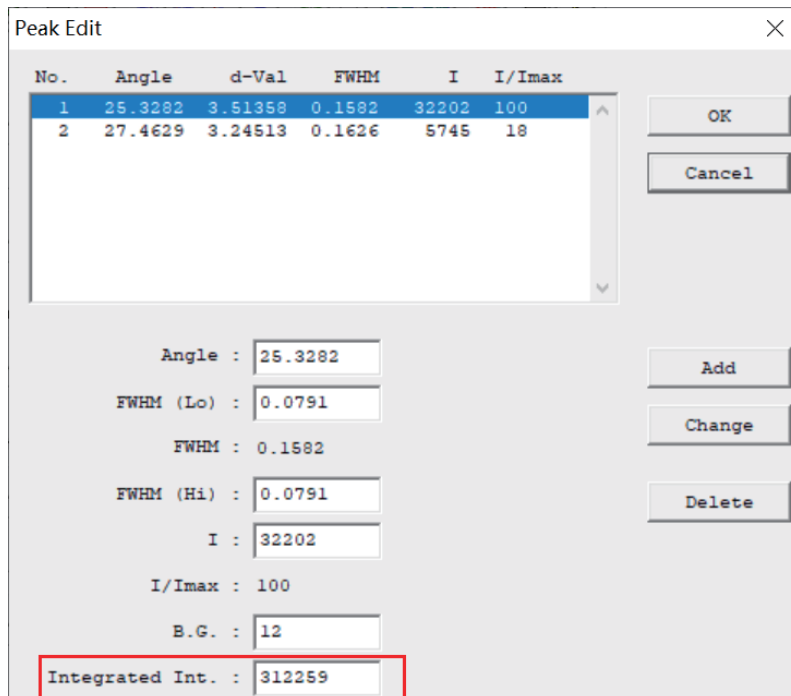 Peak Edit
No. Angle d-Val FWHM I I/Imax
1 25.3282 3.51358 0.1582 32202 100
2 27.4629 3.24513 0.1626 5745 18
OK
Cancel
Angle : 25.3282
Add
FWHM (Lo) : 0.0791
Change
FWHM : 0.1582
FWHM (Hi) : 0.0791
Delete
I : 32202
I/Imax : 100
B.G. : 12
Integrated Int. : 312259